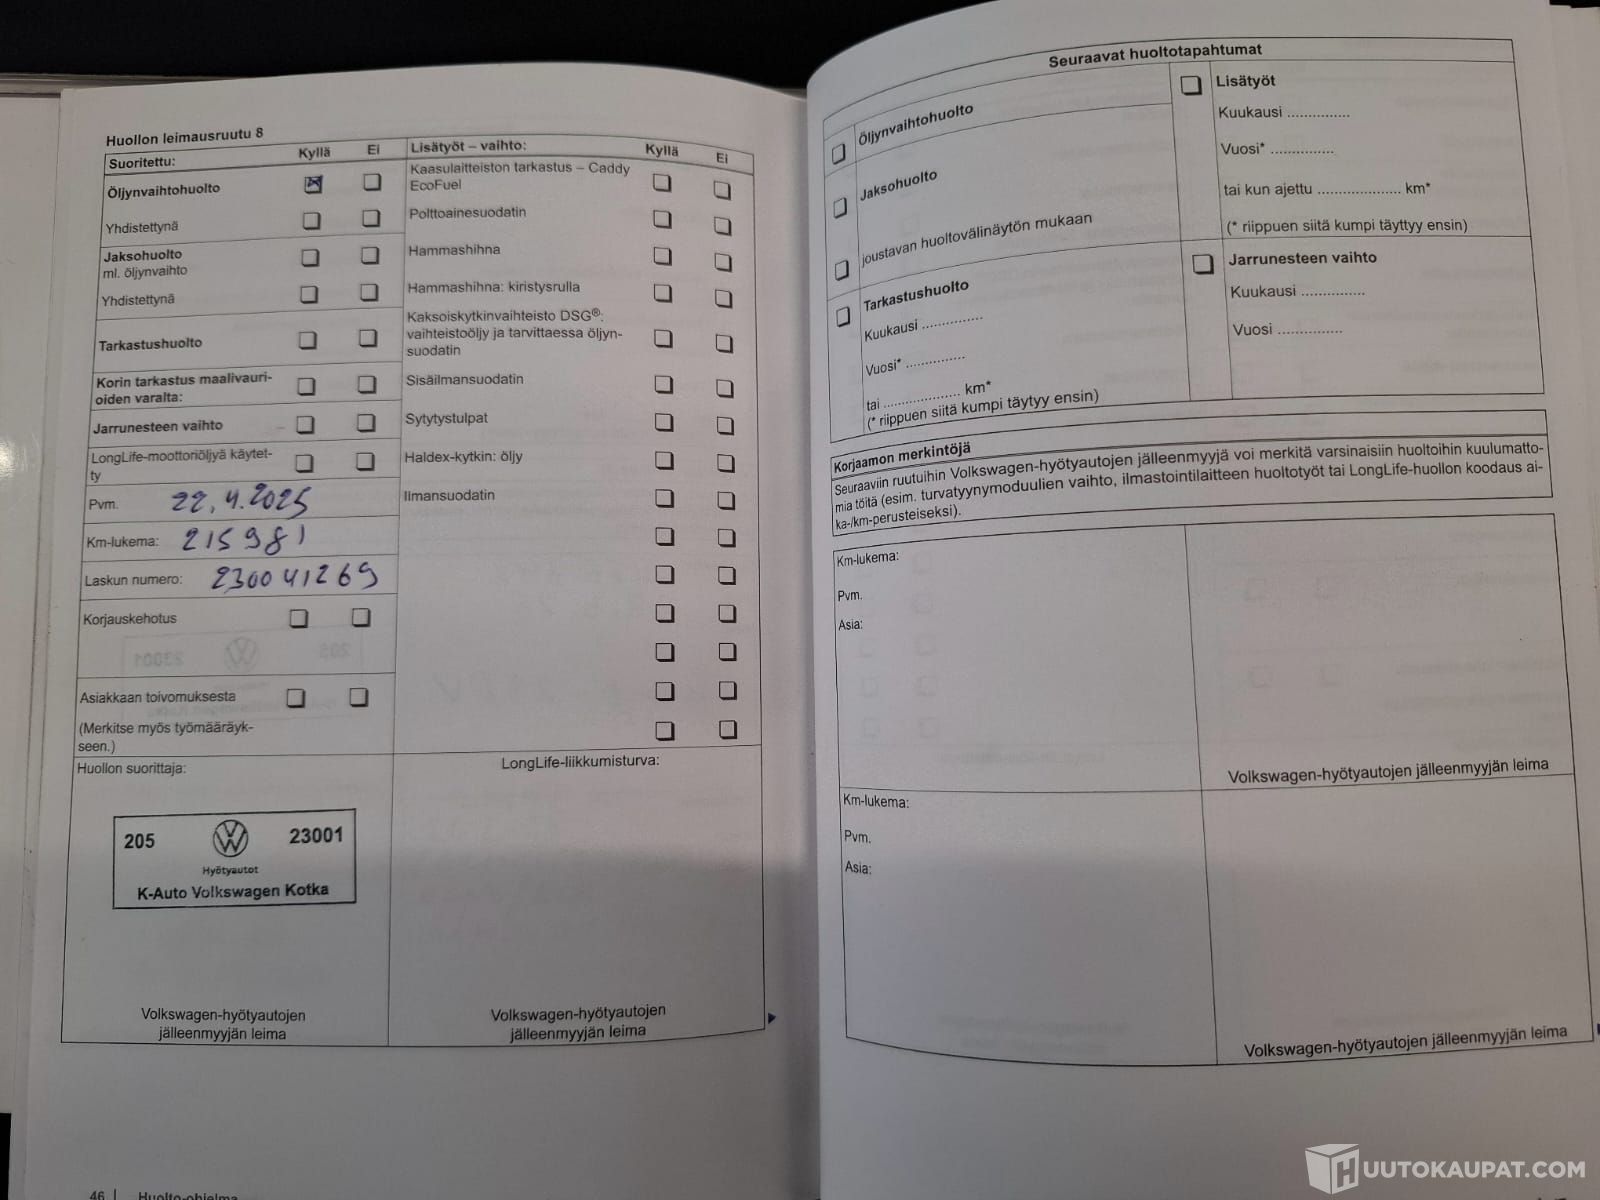 Huollon leimausruutu 8
Suoritettu: Kyllä Ei
Öljynvaihtohuolto
Yhdistettynä
Jaksohuolto
ml. öljynvaihto
Yhdistettynä
Tarkastushuolto
Korin tarkastus maalivauri-
oiden varalta:
Jarrunesteen vaihto
LongLife-moottoriöljyä käytet-
ty
Pvm. 22.4.2025
Km-lukema: 215981
Laskun numero: 230041269
Korjauskehotus
Asiakkaan toivomuksesta
(Merkitse myös työmääräyk-
seen.)
Huollon suorittaja:
205 23001
Hyötyautot
K-Auto Volkswagen Kotka
Volkswagen-hyötyautojen
jälleenmyyjän leima
Lisätyöt – vaihto: Kyllä Ei
Kaasulaitteiston tarkastus – Caddy
EcoFuel
Polttoainesuodatin
Hammashihna
Hammashihna: kiristysrulla
Kaksoiskytkinvaihteisto DSG®:
vaihteistoöljy ja tarvittaessa öljyn-
suodatin
Sisäilmansuodatin
Sytytystulpat
Haldex-kytkin: öljy
Ilmansuodatin
LongLife-liikkumisturva:
Volkswagen-hyötyautojen
jälleenmyyjän leima
46 | Huolto-ohjelma
Seuraavat huoltotapahtumat
Öljynvaihtohuolto
Jaksohuolto
joustavan huoltovälinäytön mukaan
Tarkastushuolto
Kuukausi ...............
Vuosi* ...............
tai .................... km*
(* riippuen siitä kumpi täytyy ensin)
Lisätyöt
Kuukausi ...............
Vuosi* ...............
tai kun ajettu .................... km*
(* riippuen siitä kumpi täyttyy ensin)
Jarrunesteen vaihto
Kuukausi ...............
Vuosi ...............
Korjaamon merkintöjä
Seuraaviin ruutuihin Volkswagen-hyötyautojen jälleenmyyjä voi merkitä varsinaisiin huoltoihin kuulumatto-
mia töitä (esim. turvatyynymoduulien vaihto, ilmastointilaitteen huoltotyöt tai LongLife-huollon koodaus ai-
ka-/km-perusteiseksi).
Km-lukema:
Pvm.
Asia:
Volkswagen-hyötyautojen jälleenmyyjän leima
Km-lukema:
Pvm.
Asia:
Volkswagen-hyötyautojen jälleenmyyjän leima
HUUTOKAUPAT.COM